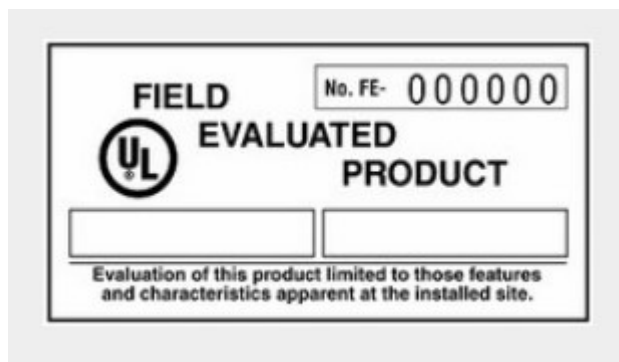 FIELD
No. FE- 000000
UL
®
EVALUATED
PRODUCT
Evaluation of this product limited to those features
and characteristics apparent at the installed site.